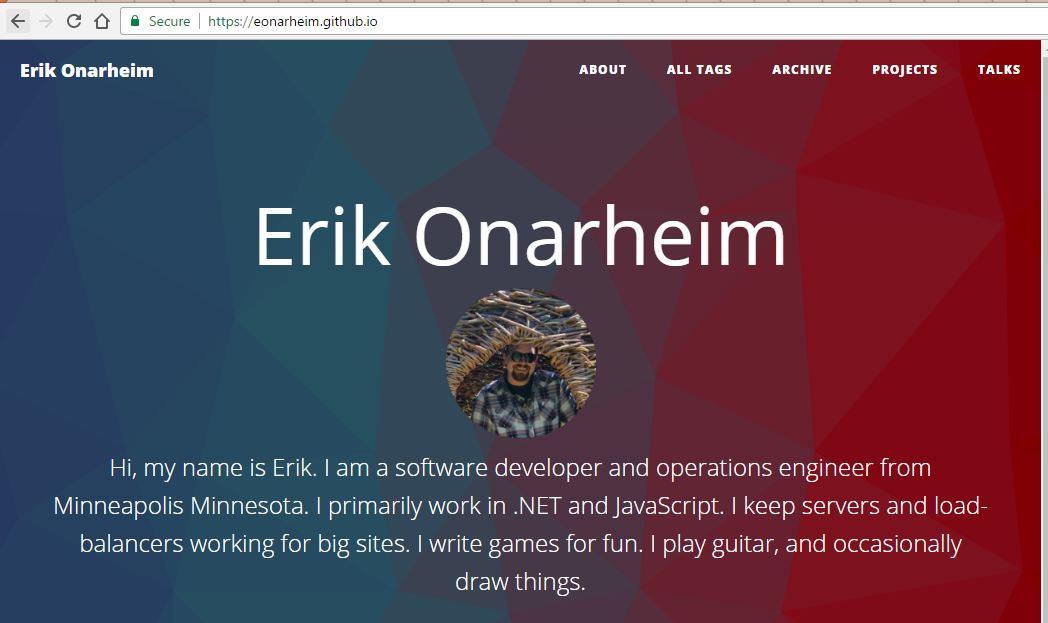 Secure | https://eonarheim.github.io
Erik Onarheim
ABOUT ALL TAGS ARCHIVE PROJECTS TALKS
Erik Onarheim
Hi, my name is Erik. I am a software developer and operations engineer from
Minneapolis Minnesota. I primarily work in .NET and JavaScript. I keep servers and load-
balancers working for big sites. I write games for fun. I play guitar, and occasionally
draw things.